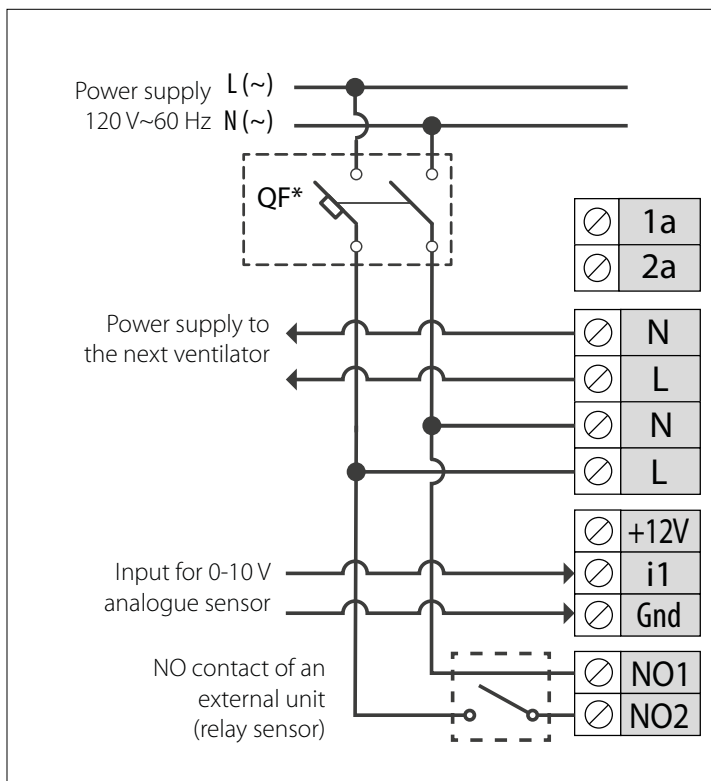 Power supply L (~)
120 V~60 Hz N (~)
QF*
1a
2a
Power supply to
the next ventilator
N
L
N
L
+12V
Input for 0-10 V
analogue sensor
i1
Gnd
NO contact of an
external unit
(relay sensor)
NO1
NO2